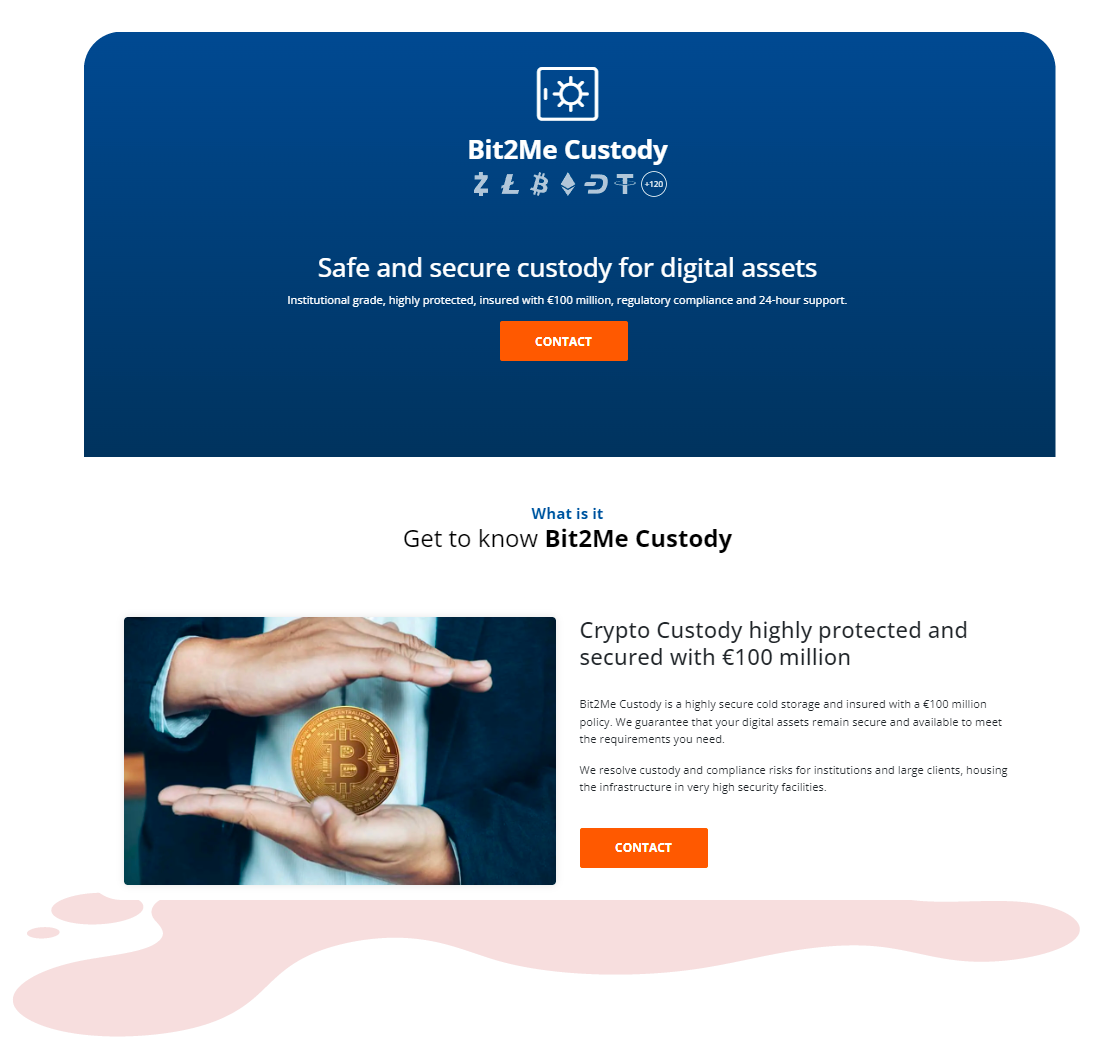 Bit2Me Custody
+120
Safe and secure custody for digital assets
Institutional grade, highly protected, insured with €100 million, regulatory compliance and 24-hour support.
CONTACT
What is it
Get to know Bit2Me Custody
Crypto Custody highly protected and
secured with €100 million
Bit2Me Custody is a highly secure cold storage and insured with a €100 million
policy. We guarantee that your digital assets remain secure and available to meet
the requirements you need.
We resolve custody and compliance risks for institutions and large clients, housing
the infrastructure in very high security facilities.
CONTACT